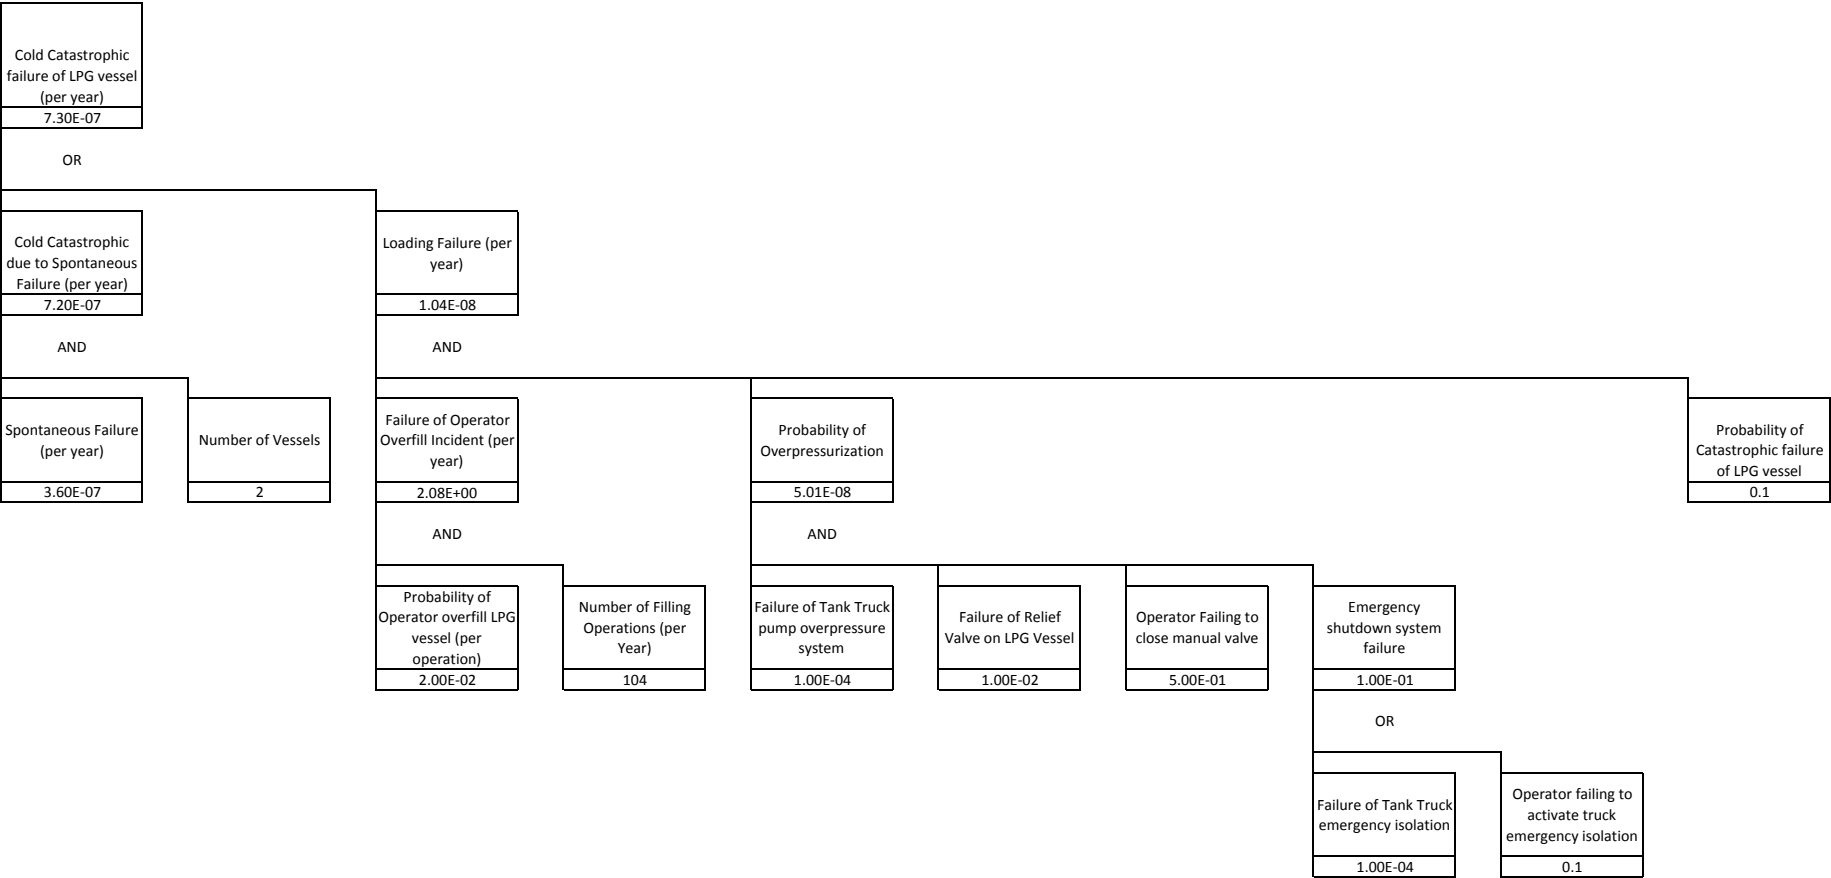 Cold Catastrophic
failure of LPG vessel
(per year)
7.30E-07
OR
Cold Catastrophic
due to Spontaneous
Failure (per year)
7.20E-07
Loading Failure (per
year)
1.04E-08
AND
AND
Spontaneous Failure
(per year)
3.60E-07
Number of Vessels
2
Failure of Operator
Overfill Incident (per
year)
2.08E+00
Probability of
Overpressurization
5.01E-08
Probability of
Catastrophic failure
of LPG vessel
0.1
AND
AND
Probability of
Operator overfill LPG
vessel (per
operation)
2.00E-02
Number of Filling
Operations (per
Year)
104
Failure of Tank Truck
pump overpressure
system
1.00E-04
Failure of Relief
Valve on LPG Vessel
1.00E-02
Operator Failing to
close manual valve
5.00E-01
Emergency
shutdown system
failure
1.00E-01
OR
Failure of Tank Truck
emergency isolation
1.00E-04
Operator failing to
activate truck
emergency isolation
0.1